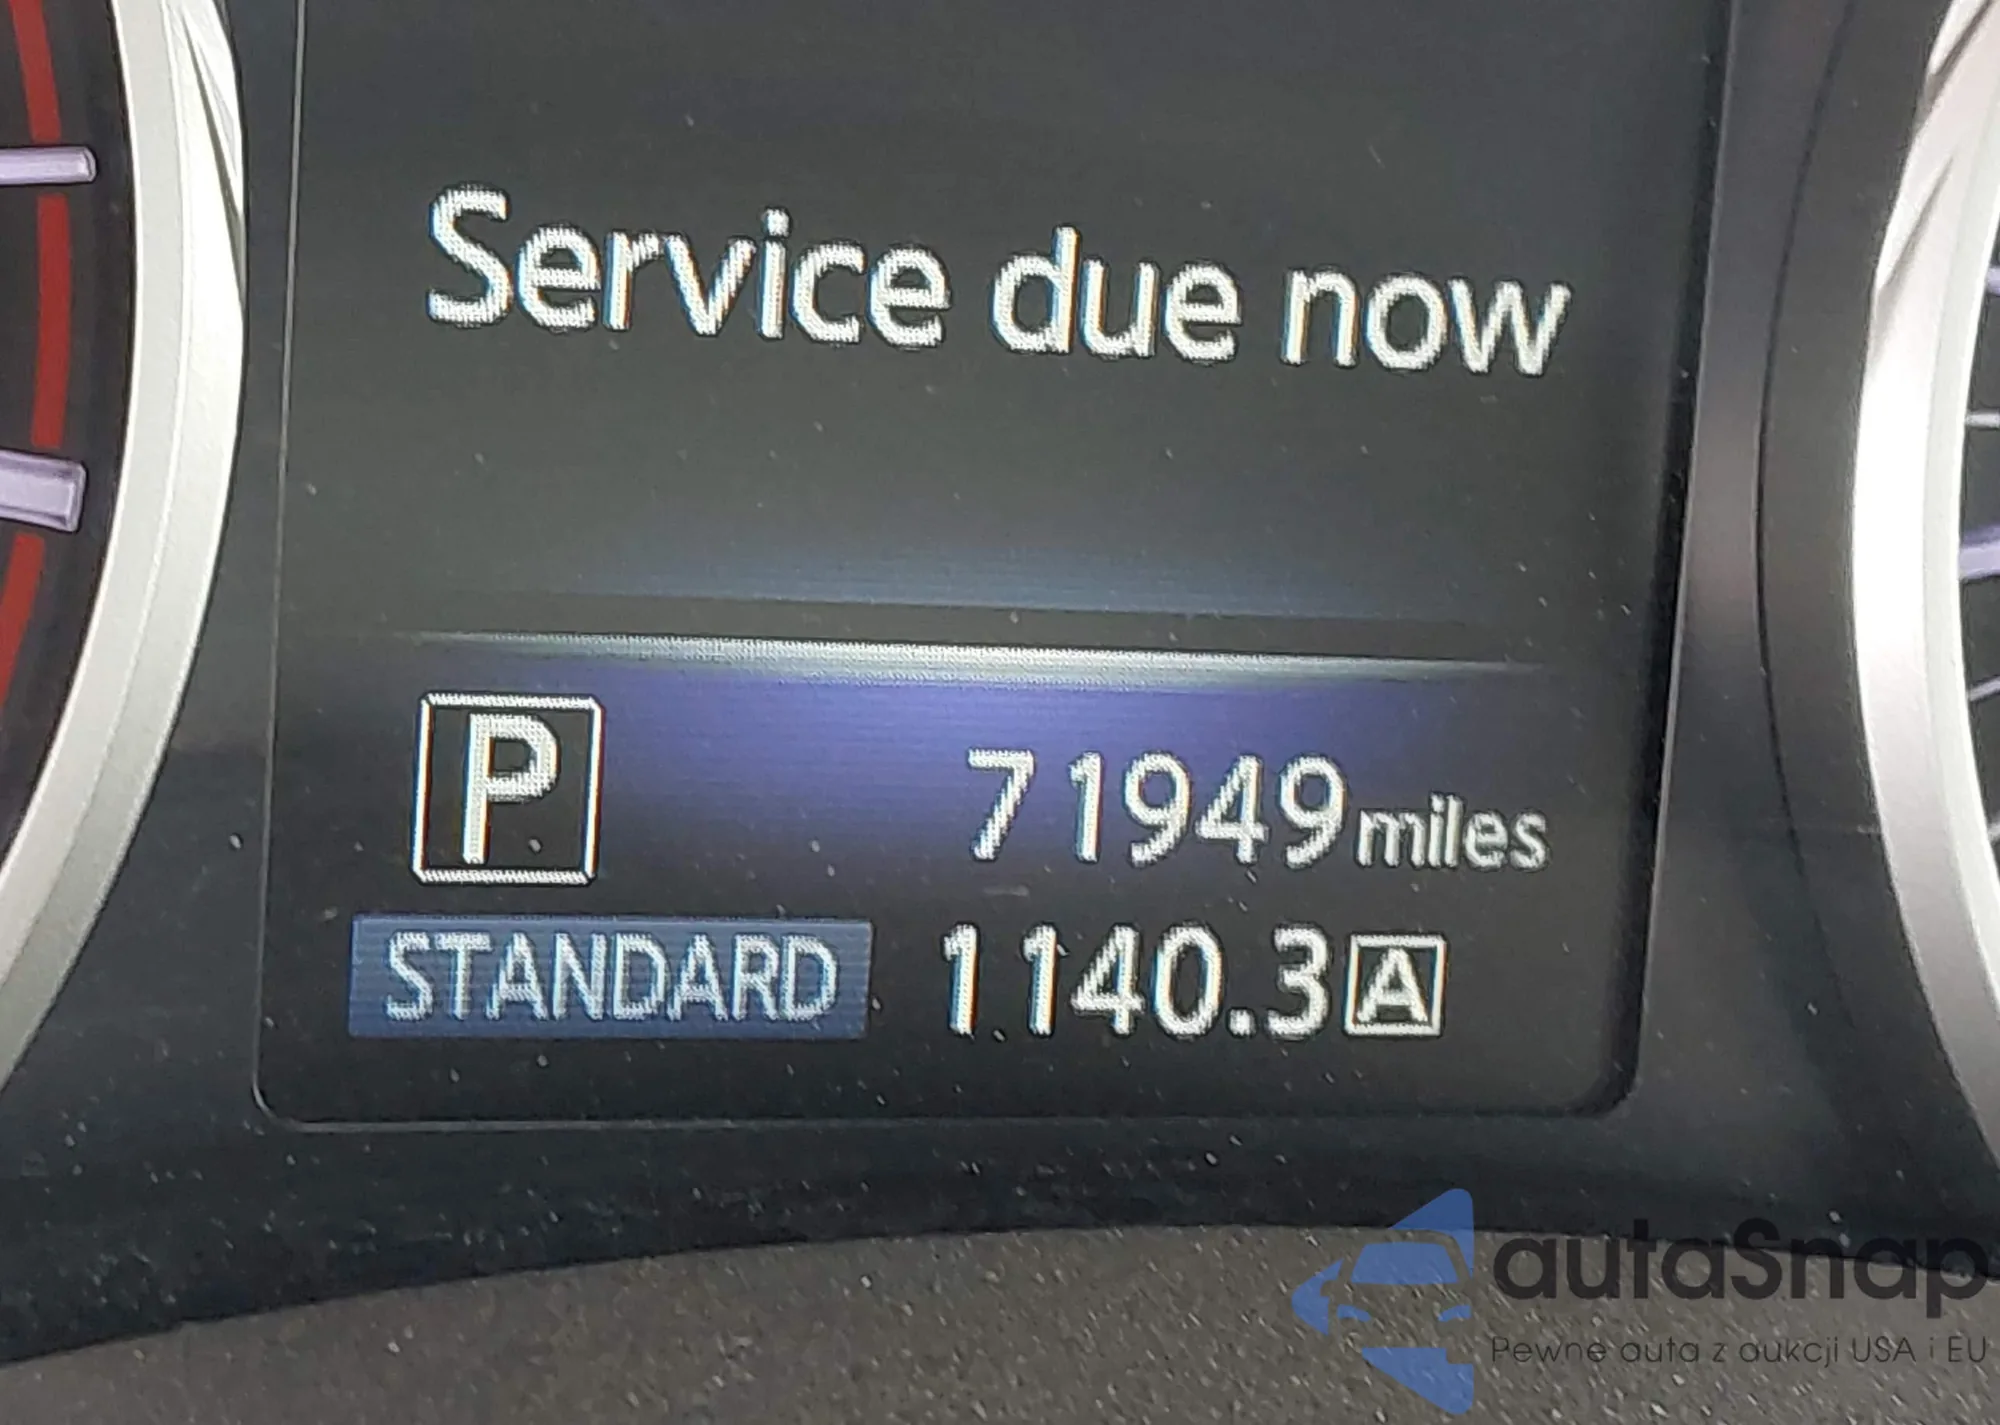 Service due now
P
71949 miles
STANDARD 1140.3 A
autaSnap
Pewne auta z aukcji USA i EU